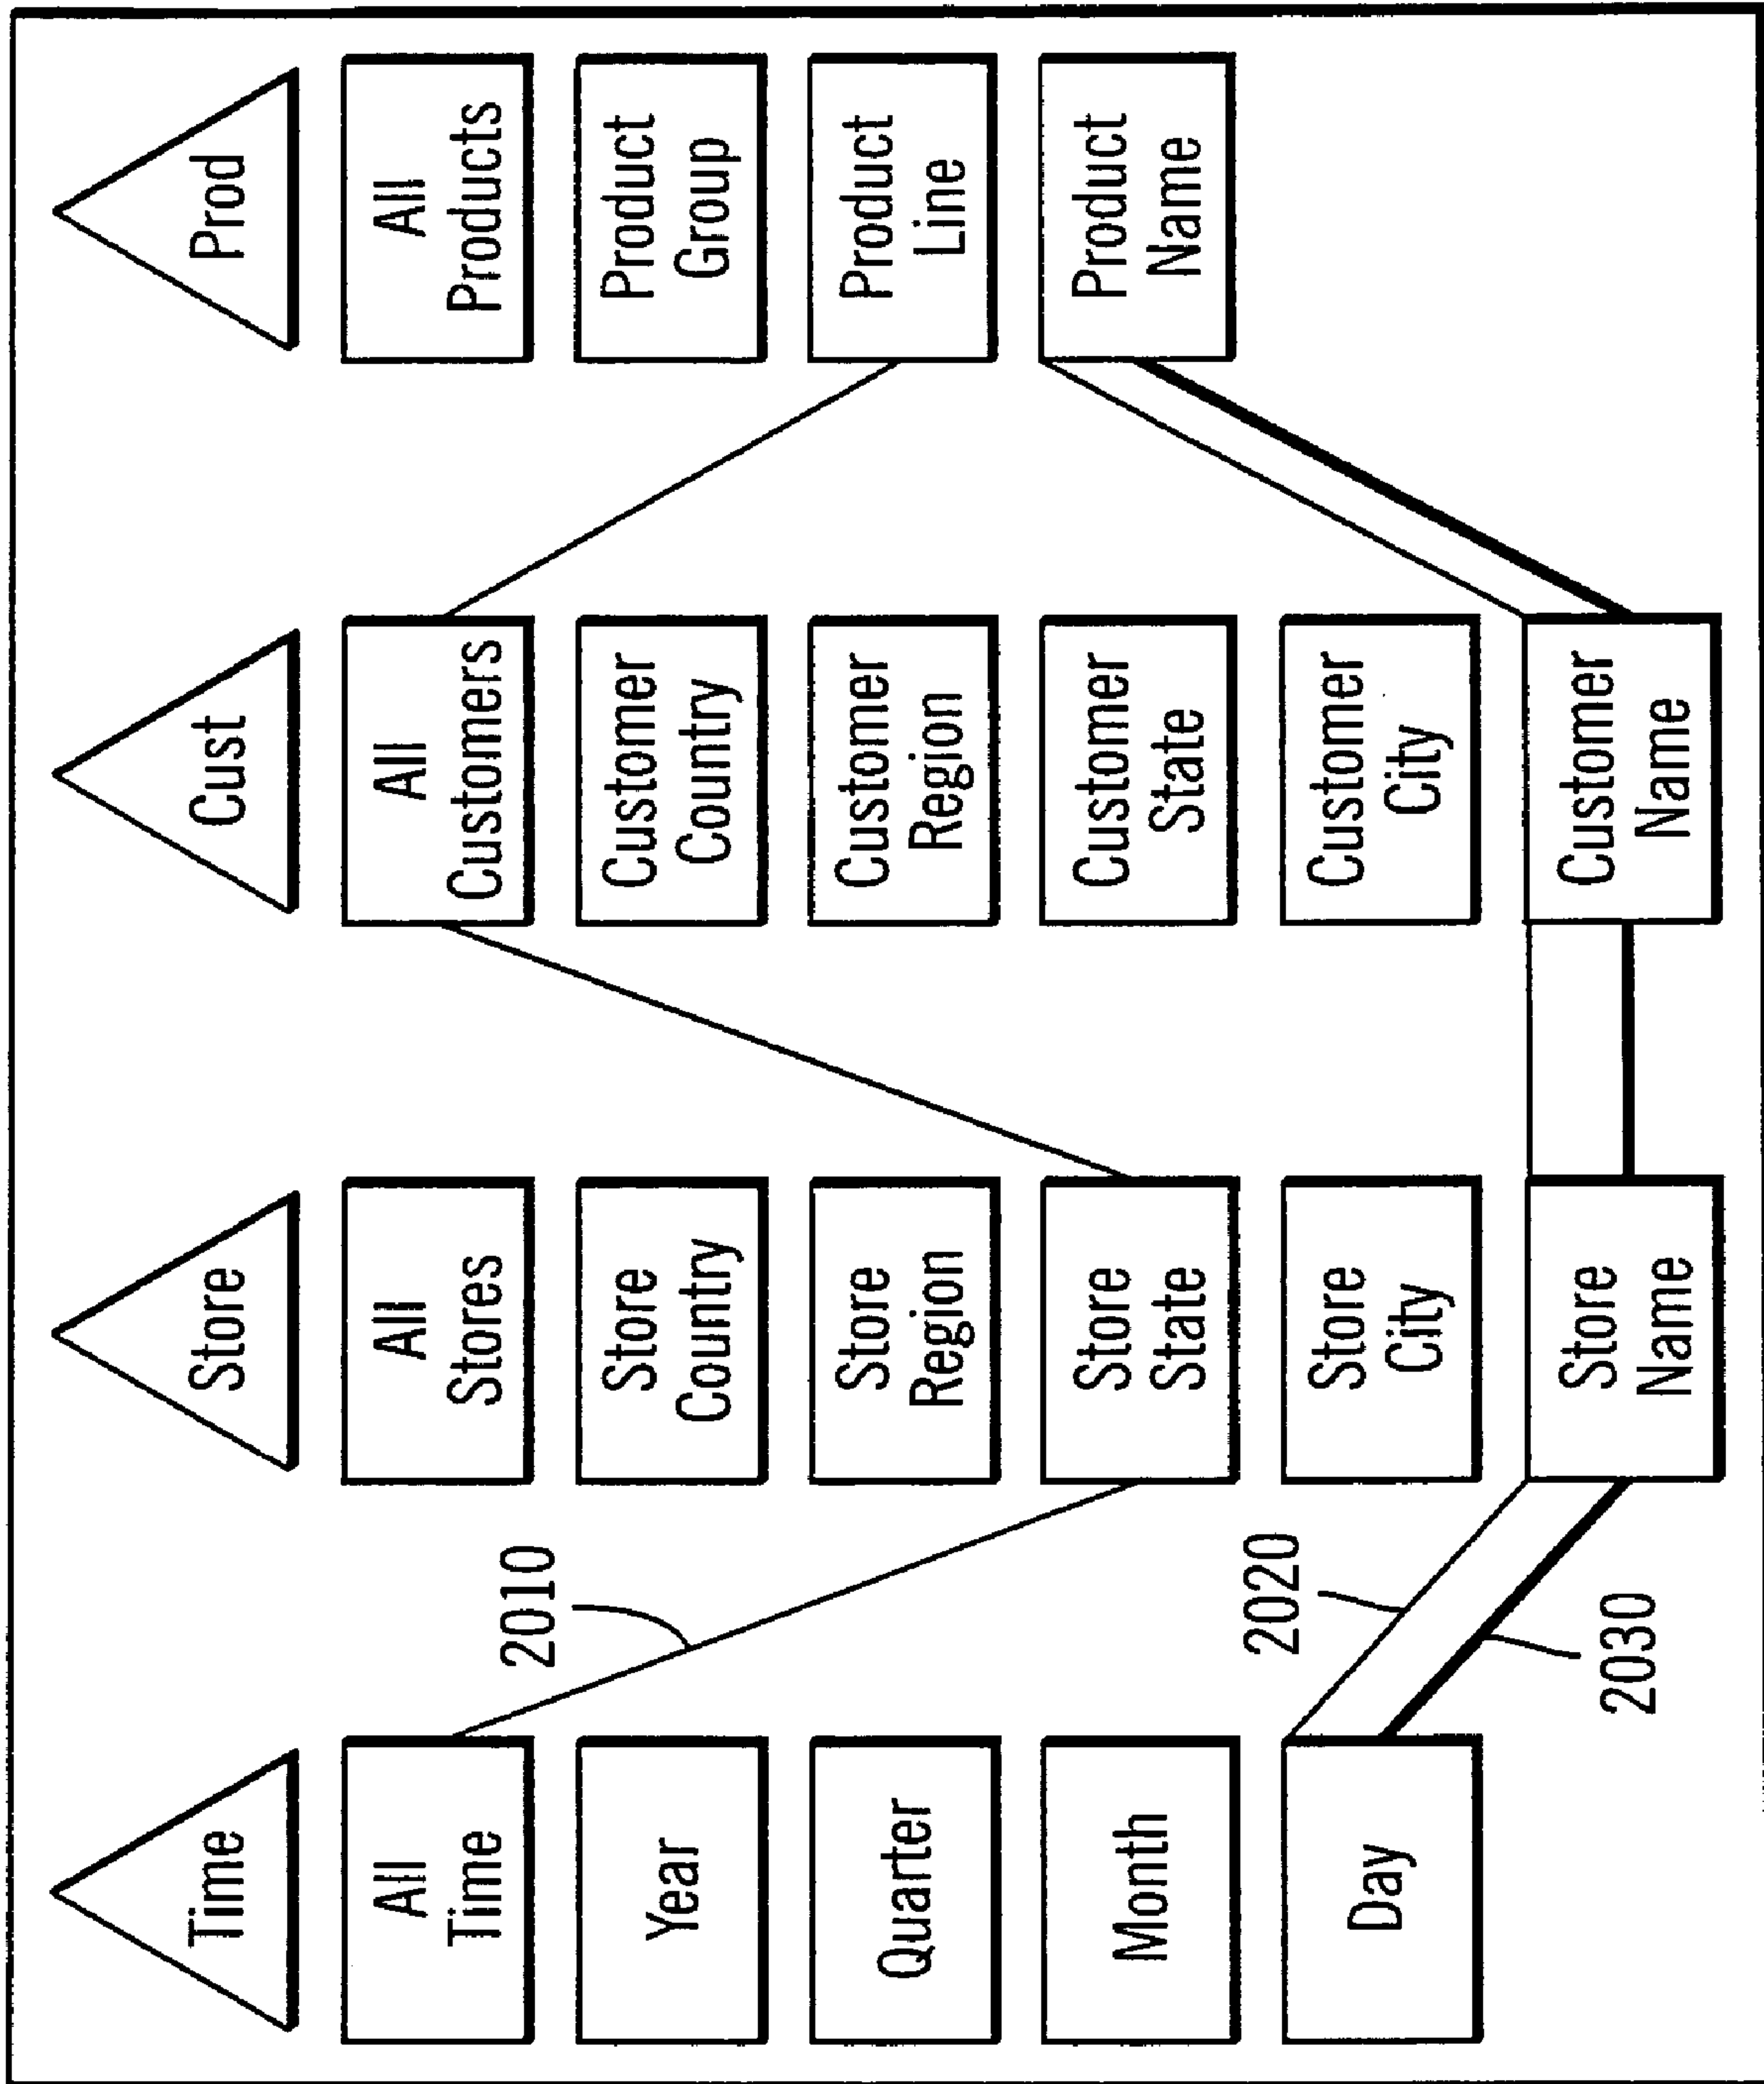 Time
All
Time
Year
Quarter
Month
Day
2010
2020
2030
Store
All
Stores
Store
Country
Store
Region
Store
State
Store
City
Store
Name
Cust
All
Customers
Customer
Country
Customer
Region
Customer
State
Customer
City
Customer
Name
Prod
All
Products
Product
Group
Product
Line
Product
Name